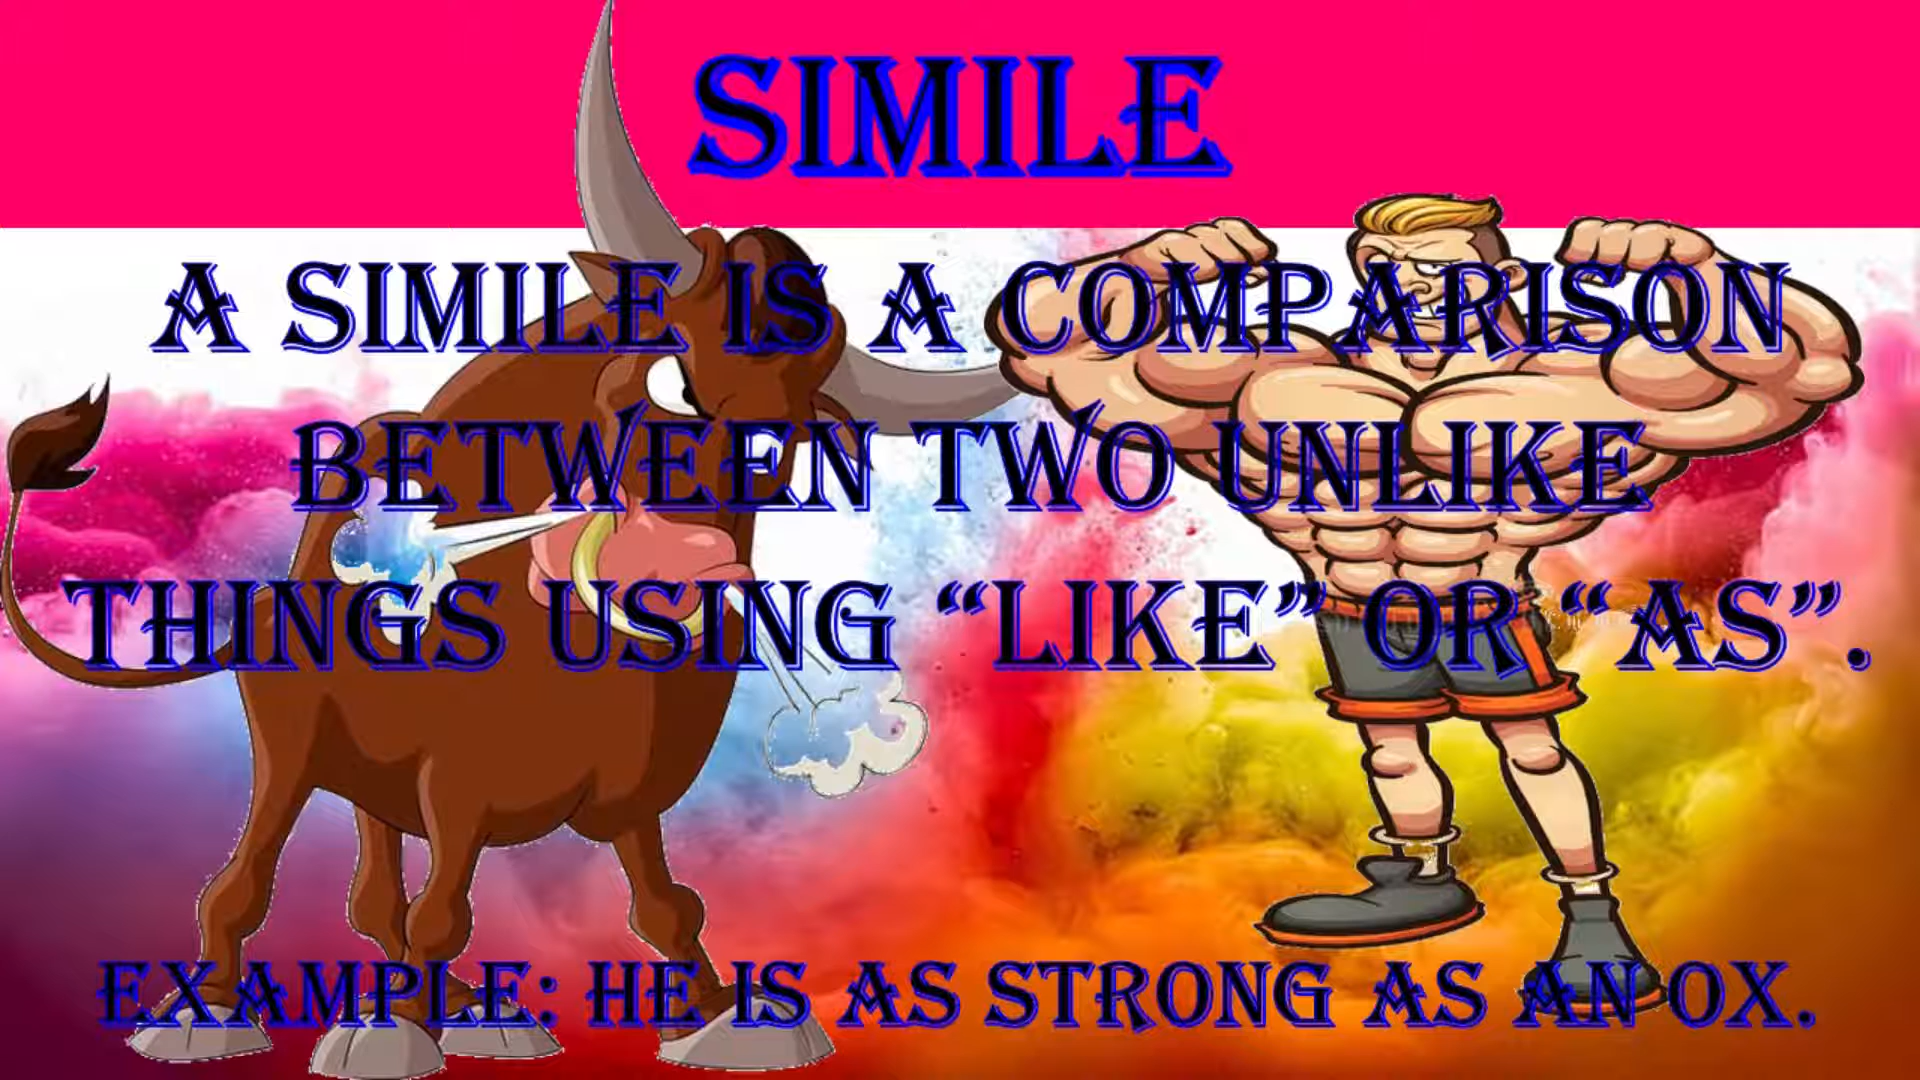 SIMILE
A SIMILE IS A COMPARISON
BETWEEN TWO UNLIKE
THINGS USING “LIKE” OR “AS”.
EXAMPLE: HE IS AS STRONG AS AN OX.